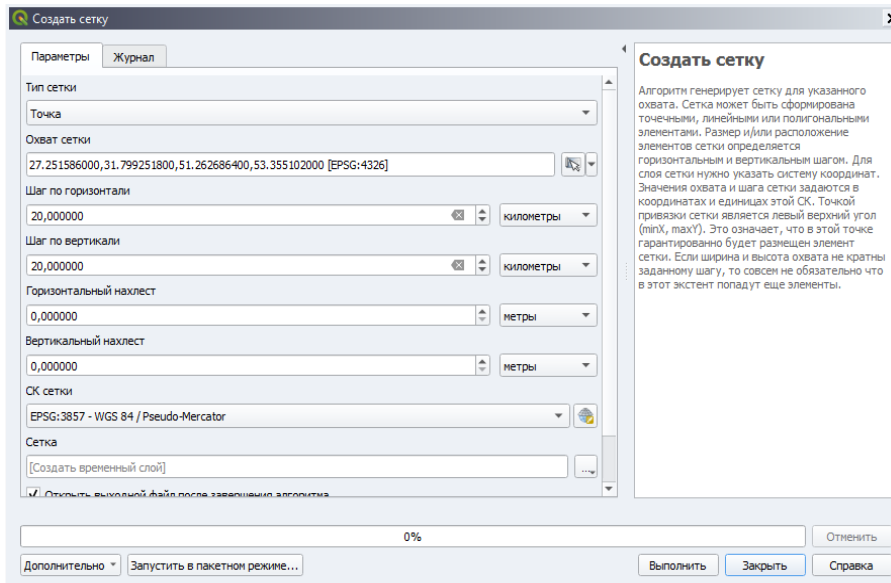 Создать сетку
Параметры
Журнал
Тип сетки
Точка
Охват сетки
27.251586000,31.799251800,51.262686400,53.355102000 [EPSG:4326]
Шаг по горизонтали
20,000000
километры
Шаг по вертикали
20,000000
километры
Горизонтальный нахлест
0,000000
метры
Вертикальный нахлест
0,000000
метры
СК сетки
EPSG:3857 - WGS 84 / Pseudo-Mercator
Сетка
[Создать временный слой]
...
Открыть выходной файл после завершения алгоритма
Создать сетку
Алгоритм генерирует сетку для указанного
охвата. Сетка может быть сформирована
точечными, линейными или полигональными
элементами. Размер и/или расположение
элементов сетки определяется
горизонтальным и вертикальным шагом. Для
слоя сетки нужно указать систему координат.
Значения охвата и шага сетки задаются в
координатах и единицах этой СК. Точкой
привязки сетки является левый верхний угол
(minX, maxY). Это означает, что в этой точке
гарантированно будет размещен элемент
сетки. Если ширина и высота охвата не кратны
заданному шагу, то совсем не обязательно что
в этот экстент попадут еще элементы.
0%
Отменить
Дополнительно
Запустить в пакетном режиме...
Выполнить
Закрыть
Справка